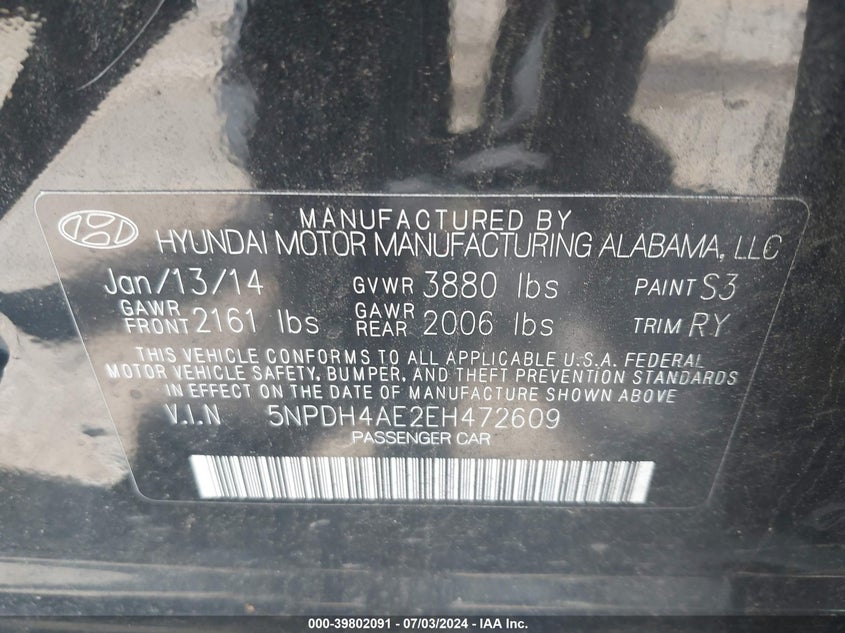 MANUFACTURED BY
HYUNDAI MOTOR MANUFACTURING ALABAMA, LLC
Jan/13/14 GVWR 3880 lbs PAINT S3
GAWR FRONT 2161 lbs GAWR REAR 2006 lbs TRIM RY
THIS VEHICLE CONFORMS TO ALL APPLICABLE U.S.A. FEDERAL
MOTOR VEHICLE SAFETY, BUMPER, AND THEFT PREVENTION STANDARDS
IN EFFECT ON THE DATE OF MANUFACTURE SHOWN ABOVE
V.I.N 5NPDH4AE2EH472609
PASSENGER CAR
000-39802091 - 07/03/2024 - IAA Inc.